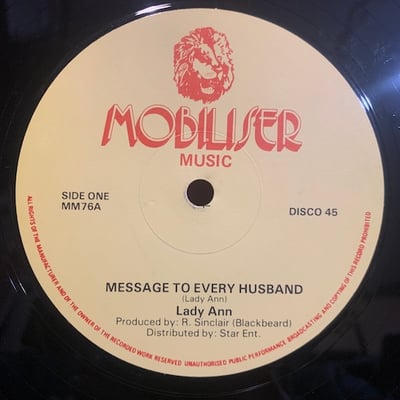 MOBILISER
MUSIC
SIDE ONE
MM76A
DISCO 45
MESSAGE TO EVERY HUSBAND
(Lady Ann)
Lady Ann
Produced by: R. Sinclair (Blackbeard)
Distributed by: Star Ent.
ALL RIGHTS OF THE MANUFACTURER AND OF THE OWNER OF THE RECORDED WORK RESERVED UNAUTHORISED PUBLIC PERFORMANCE BROADCASTING AND COPYING OF THIS RECORD PROHIBITED